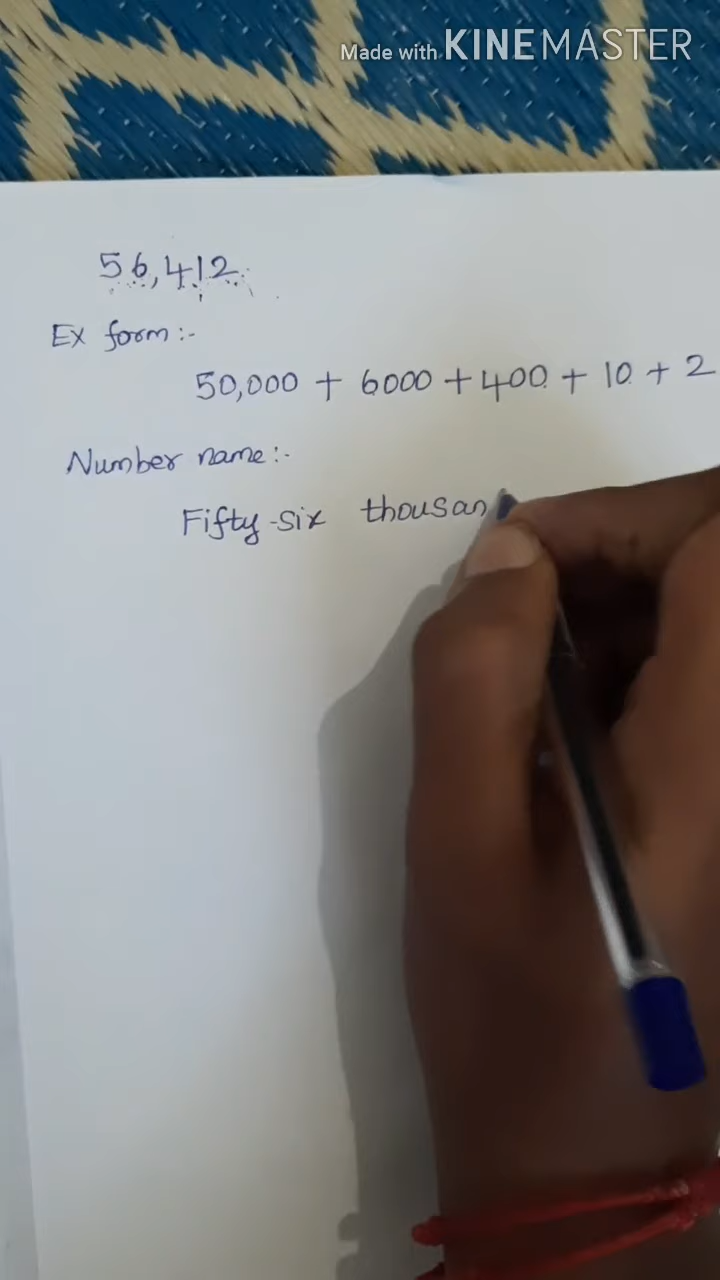 Made with KINEMASTER
56,412
Ex form:-
50,000 + 6000 + 400 + 10 + 2
Number name:-
Fifty-six thousan